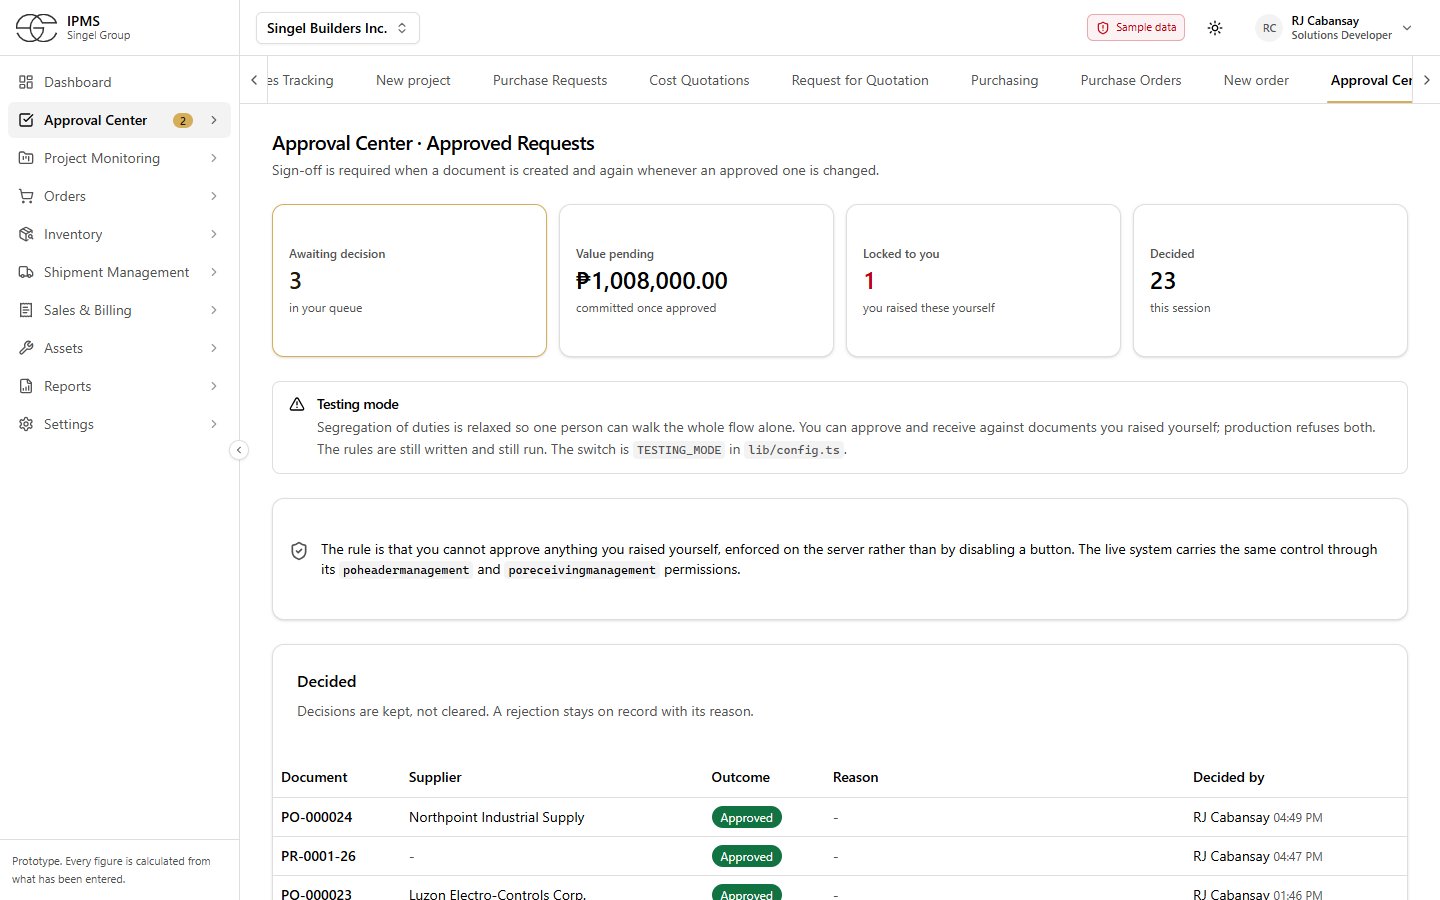 IPMS
Singel Group
Singel Builders Inc.
Sample data
RC
RJ Cabansay
Solutions Developer
Dashboard
Approval Center 2
Project Monitoring
Orders
Inventory
Shipment Management
Sales & Billing
Assets
Reports
Settings
Prototype. Every figure is calculated from
what has been entered.
es Tracking New project Purchase Requests Cost Quotations Request for Quotation Purchasing Purchase Orders New order Approval Cer
Approval Center · Approved Requests
Sign-off is required when a document is created and again whenever an approved one is changed.
Awaiting decision
3
in your queue
Value pending
₱1,008,000.00
committed once approved
Locked to you
1
you raised these yourself
Decided
23
this session
Testing mode
Segregation of duties is relaxed so one person can walk the whole flow alone. You can approve and receive against documents you raised yourself; production refuses both.
The rules are still written and still run. The switch is TESTING_MODE in lib/config.ts.
The rule is that you cannot approve anything you raised yourself, enforced on the server rather than by disabling a button. The live system carries the same control through
its poheadermanagement and poreceivingmanagement permissions.
Decided
Decisions are kept, not cleared. A rejection stays on record with its reason.
Document Supplier Outcome Reason Decided by
PO-000024 Northpoint Industrial Supply Approved - RJ Cabansay 04:49 PM
PR-0001-26 - Approved - RJ Cabansay 04:47 PM
PO-000023 Luzon Electro-Controls Corp. Approved - RJ Cabansay 01:46 PM